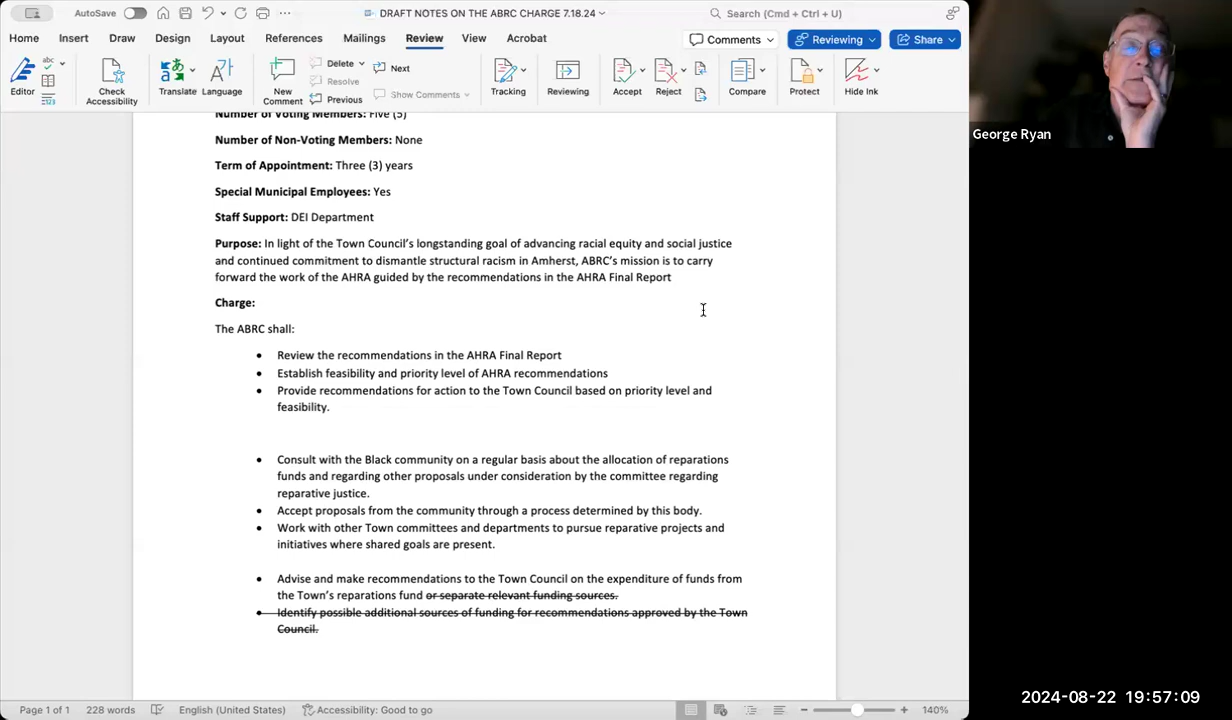 AutoSave
DRAFT NOTES ON THE ABRC CHARGE 7.18.24
Search (Cmd + Ctrl + U)
Home Insert Draw Design Layout References Mailings Review View Acrobat
Comments Reviewing Share
Editor
Check Accessibility
Translate Language
New Comment
Delete
Resolve
Previous
Next
Show Comments
Tracking
Reviewing
Accept Reject
Compare
Protect
Hide Ink
Number of Voting Members: Five (5)
Number of Non-Voting Members: None
Term of Appointment: Three (3) years
Special Municipal Employees: Yes
Staff Support: DEI Department
Purpose: In light of the Town Council's longstanding goal of advancing racial equity and social justice
and continued commitment to dismantle structural racism in Amherst, ABRC's mission is to carry
forward the work of the AHRA guided by the recommendations in the AHRA Final Report
Charge:
The ABRC shall:
• Review the recommendations in the AHRA Final Report
• Establish feasibility and priority level of AHRA recommendations
• Provide recommendations for action to the Town Council based on priority level and
feasibility.
• Consult with the Black community on a regular basis about the allocation of reparations
funds and regarding other proposals under consideration by the committee regarding
reparative justice.
• Accept proposals from the community through a process determined by this body.
• Work with other Town committees and departments to pursue reparative projects and
initiatives where shared goals are present.
• Advise and make recommendations to the Town Council on the expenditure of funds from
the Town's reparations fund or separate relevant funding sources.
• Identify possible additional sources of funding for recommendations approved by the Town
Council.
Page 1 of 1 228 words English (United States) Accessibility: Good to go 140%
George Ryan
2024-08-22 19:57:09